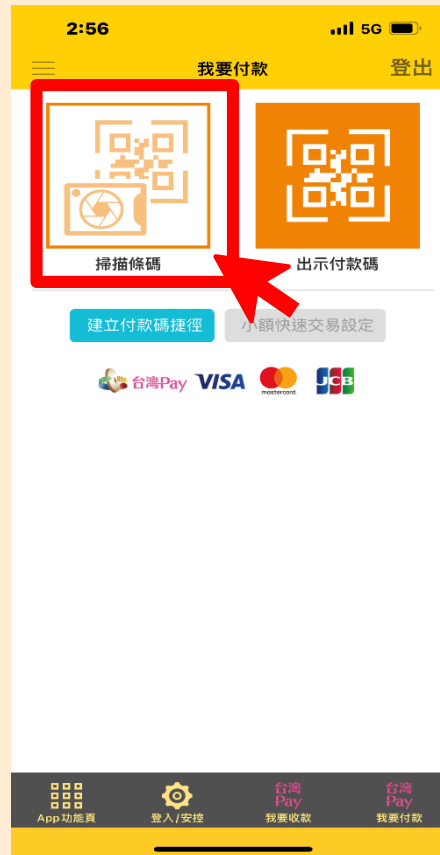 2:56
5G
我要付款
登出
掃描條碼
出示付款碼
建立付款碼捷徑
小額快速交易設定
台灣Pay
VISA
mastercard
JCB
App功能頁
登入/安控
台灣
Pay
我要收款
台灣
Pay
我要付款